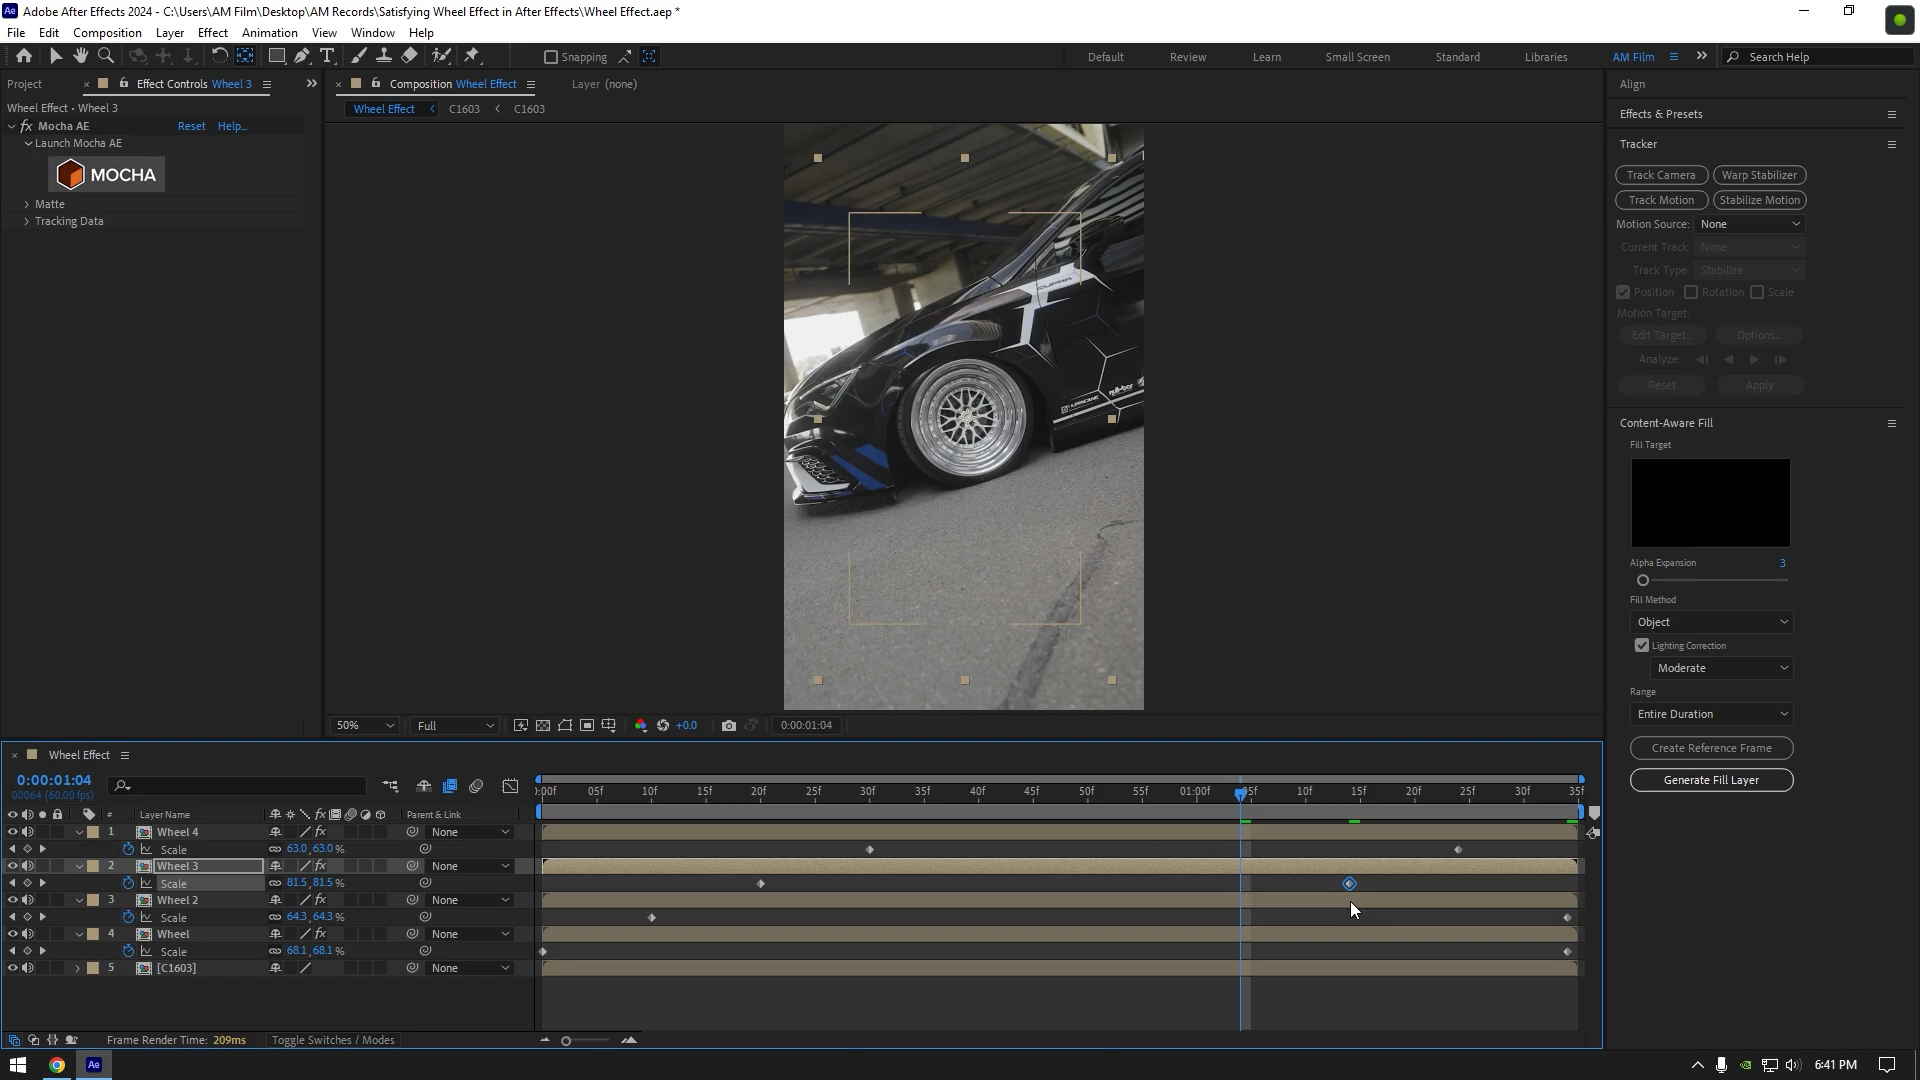 Adobe After Effects 2024 - C:\Users\AM Film\Desktop\AM Records\Satisfying Wheel Effect in After Effects\Wheel Effect.aep *
File Edit Composition Layer Effect Animation View Window Help
Snapping
Default Review Learn Small Screen Standard Libraries AM Film Search Help
Project Effect Controls Wheel 3
Composition Wheel Effect Layer (none)
Wheel Effect • Wheel 3
Wheel Effect C1603 C1603
fx Mocha AE Reset Help...
Launch Mocha AE
MOCHA
Matte
Tracking Data
CUPRA
Align
Effects & Presets
Tracker
Track Camera Warp Stabilizer
Track Motion Stabilize Motion
Motion Source: None
Current Track: None
Track Type: Stabilize
Position Rotation Scale
Motion Target:
Edit Target... Options...
Analyze:
Reset Apply
Content-Aware Fill
Fill Target
Alpha Expansion 3
Fill Method
Object
Lighting Correction
Moderate
Range
Entire Duration
Create Reference Frame
Generate Fill Layer
50% Full +0.0 0:00:01:04
Wheel Effect
0:00:01:04
00064 (60.00 fps)
0:00f 05f 10f 15f 20f 25f 30f 35f 40f 45f 50f 55f 01:00f 05f 10f 15f 20f 25f 30f 35f
# Layer Name fx Parent & Link
1 Wheel 4 fx None
Scale 63.0, 63.0 %
2 Wheel 3 fx None
Scale 81.5, 81.5 %
3 Wheel 2 fx None
Scale 64.3, 64.3 %
4 Wheel fx None
Scale 68.1, 68.1 %
5 [C1603] None
Frame Render Time: 209ms Toggle Switches / Modes
Ae 6:41 PM